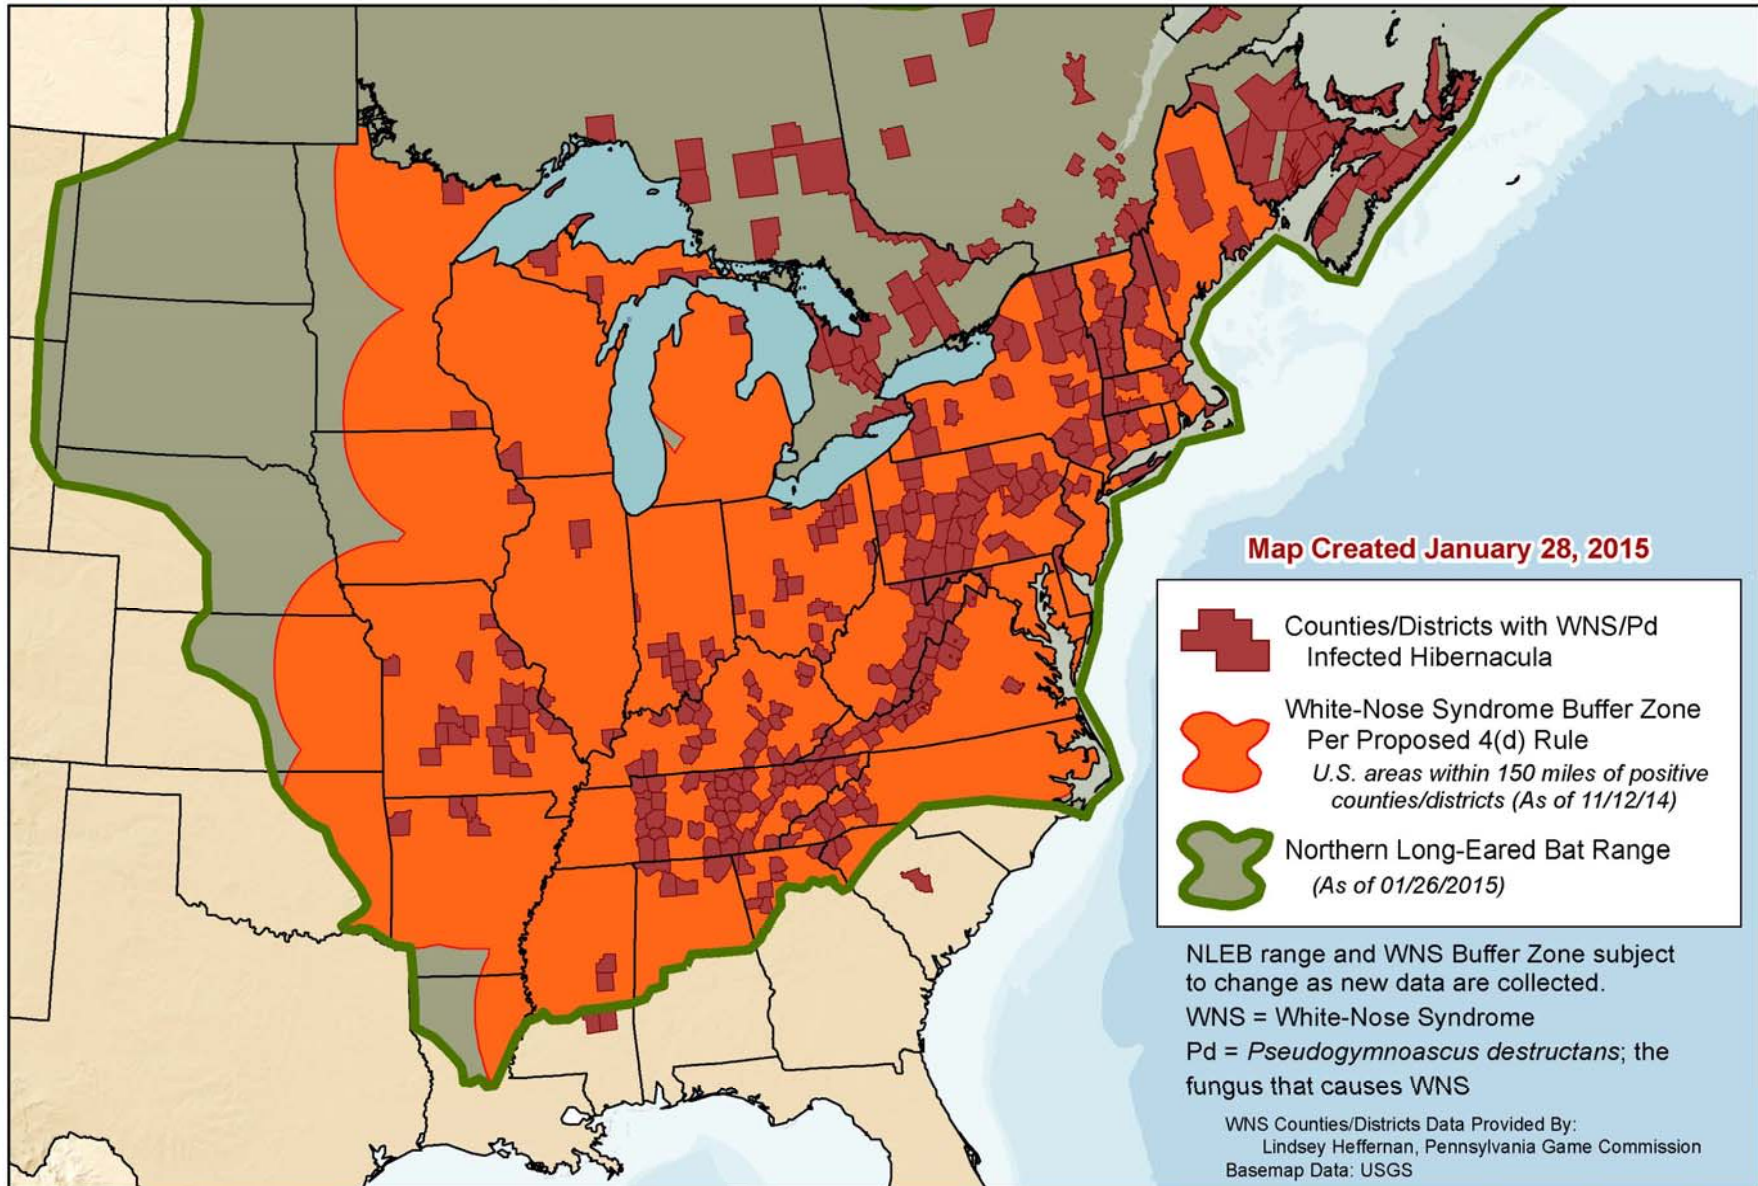 Map Created January 28, 2015
Counties/Districts with WNS/Pd
Infected Hibernacula
White-Nose Syndrome Buffer Zone
Per Proposed 4(d) Rule
U.S. areas within 150 miles of positive
counties/districts (As of 11/12/14)
Northern Long-Eared Bat Range
(As of 01/26/2015)
NLEB range and WNS Buffer Zone subject
to change as new data are collected.
WNS = White-Nose Syndrome
Pd = Pseudogymnoascus destructans; the
fungus that causes WNS
WNS Counties/Districts Data Provided By:
Lindsey Heffernan, Pennsylvania Game Commission
Basemap Data: USGS